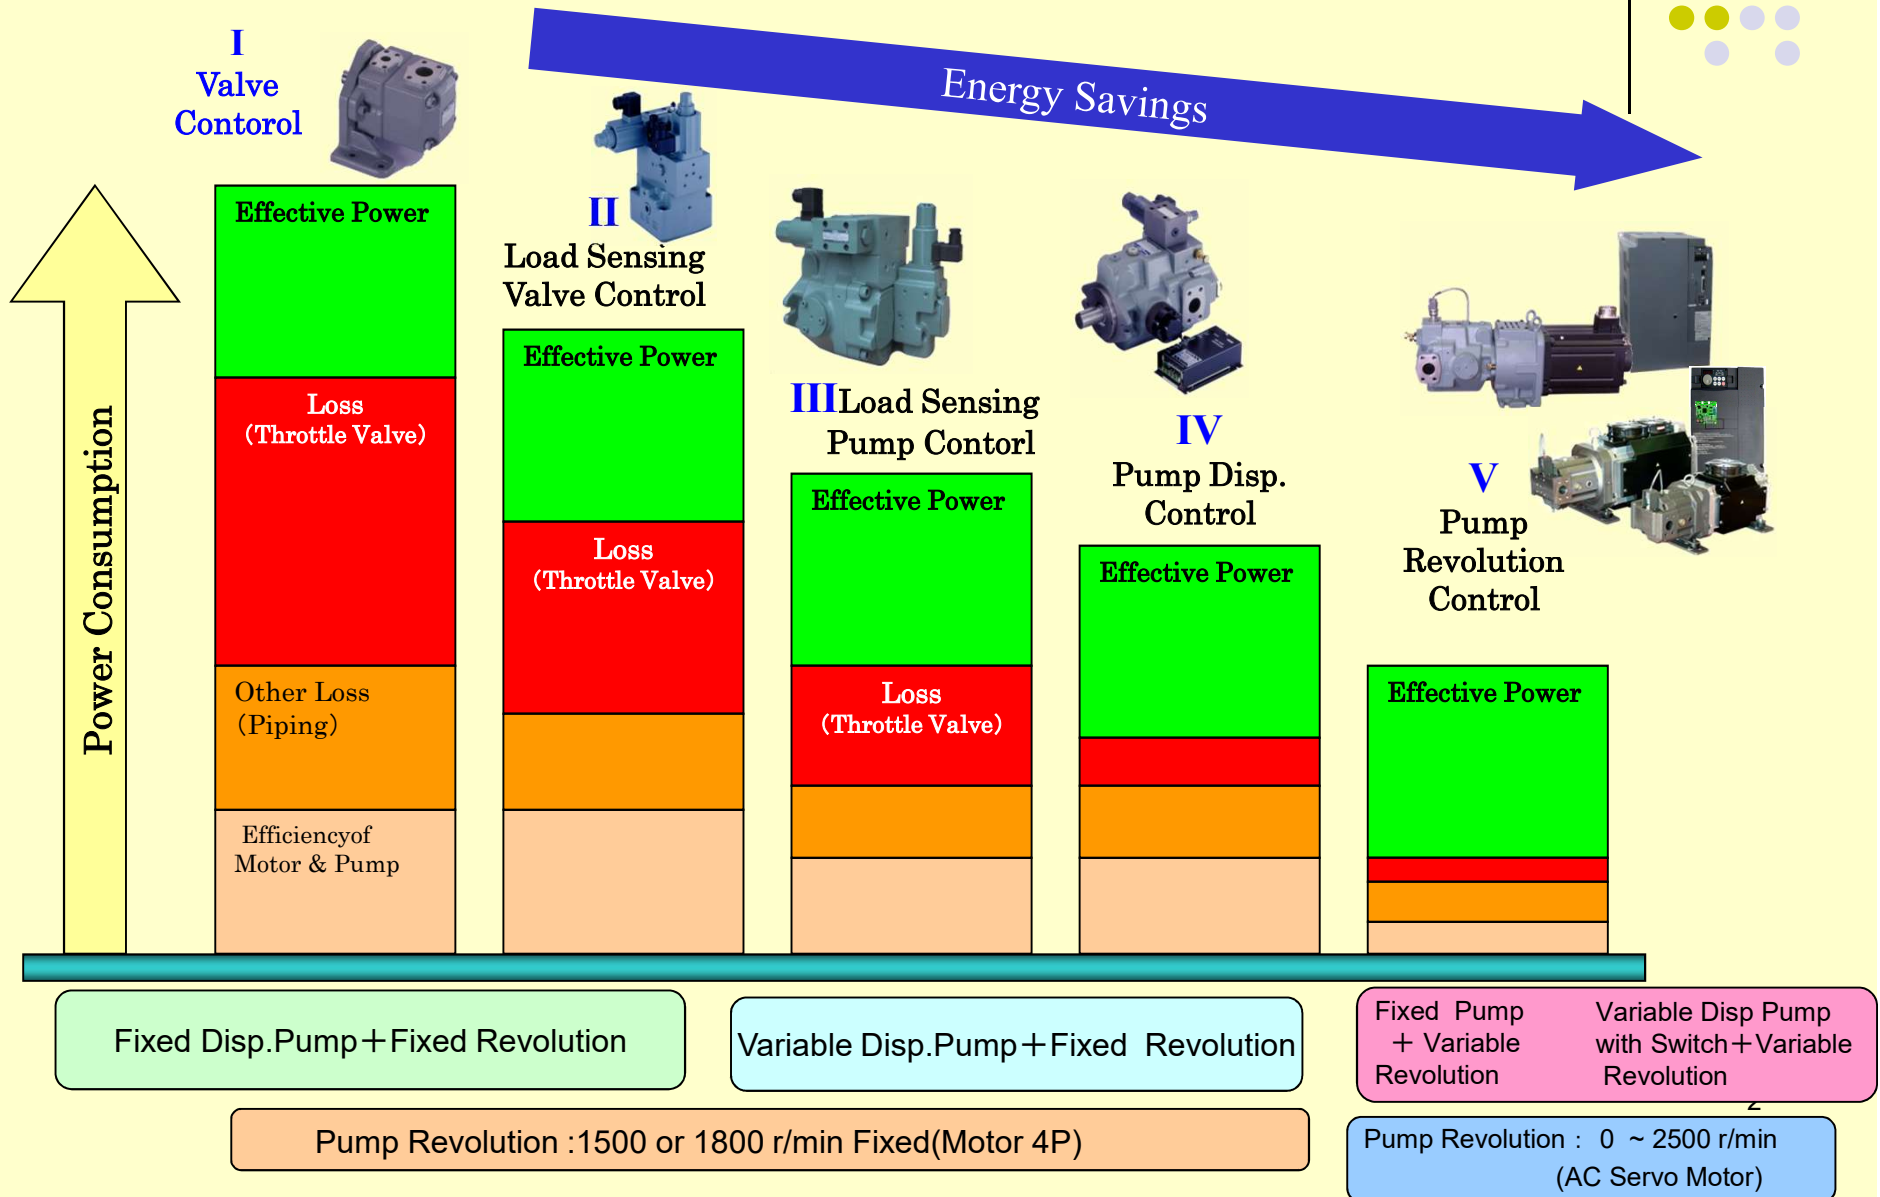 I
Valve
Contorol
Energy Savings
II
Load Sensing
Valve Control
IIILoad Sensing
Pump Contorl
IV
Pump Disp.
Control
V
Pump
Revolution
Control
Power Consumption
Effective Power
Loss
（Throttle Valve）
Other Loss
（Piping）
Efficiencyof
Motor & Pump
Effective Power
Loss
（Throttle Valve）
Effective Power
Loss
（Throttle Valve）
Effective Power
Effective Power
Fixed Disp.Pump＋Fixed Revolution
Variable Disp.Pump＋Fixed Revolution
Fixed Pump
＋ Variable
Revolution
Variable Disp Pump
with Switch＋Variable
Revolution
2
Pump Revolution :1500 or 1800 r/min Fixed(Motor 4P)
Pump Revolution : 0 ~ 2500 r/min
(AC Servo Motor)